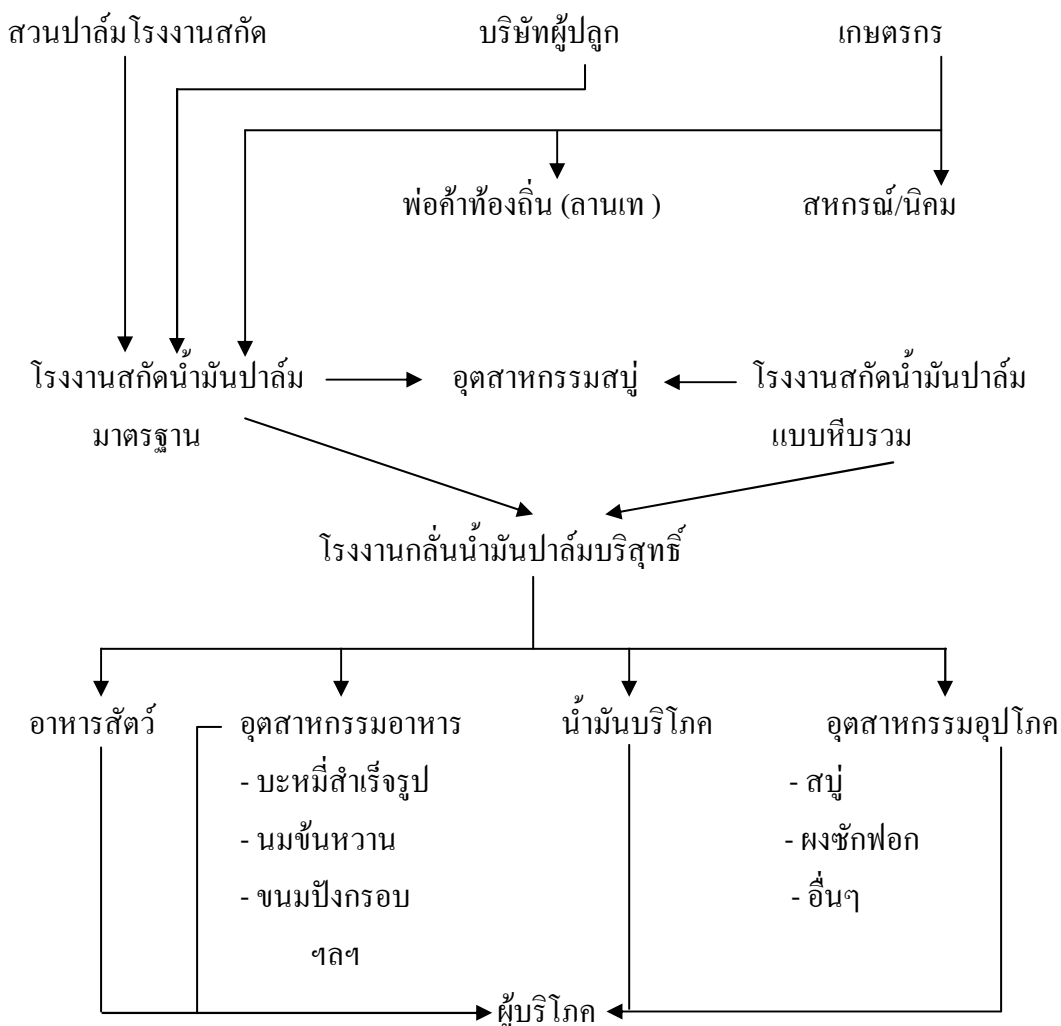 สวนปาล์มโรงงานสกัด บริษัทผู้ปลูก เกษตรกร
พ่อค้าท้องถิ่น (ลานเท ) สหกรณ์/นิคม
โรงงานสกัดน้ำมันปาล์ม อุตสาหกรรมสบู่ โรงงานสกัดน้ำมันปาล์ม
มาตรฐาน แบบหีบรวม
โรงงานกลั่นน้ำมันปาล์มบริสุทธิ์
อาหารสัตว์ อุตสาหกรรมอาหาร น้ำมันบริโภค อุตสาหกรรมอุปโภค
- บะหมี่สำเร็จรูป - สบู่
- นมข้นหวาน - ผงซักฟอก
- ขนมปังกรอบ - อื่นๆ
ฯลฯ
ผู้บริโภค